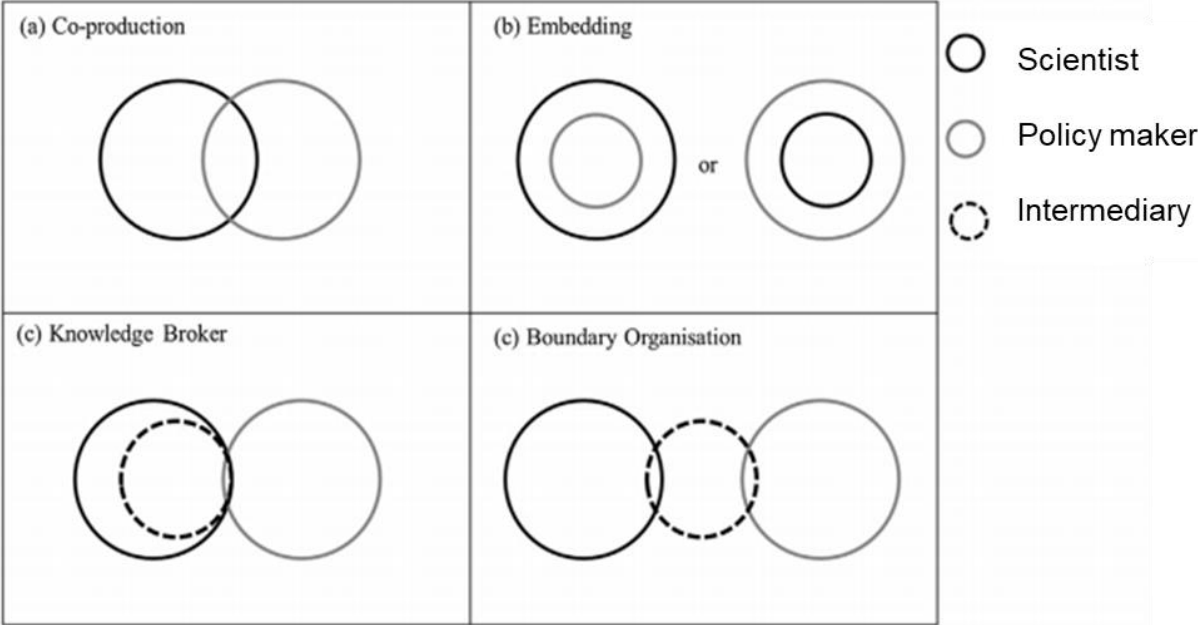 (a) Co-production
(b) Embedding
or
(c) Knowledge Broker
(c) Boundary Organisation
Scientist
Policy maker
Intermediary